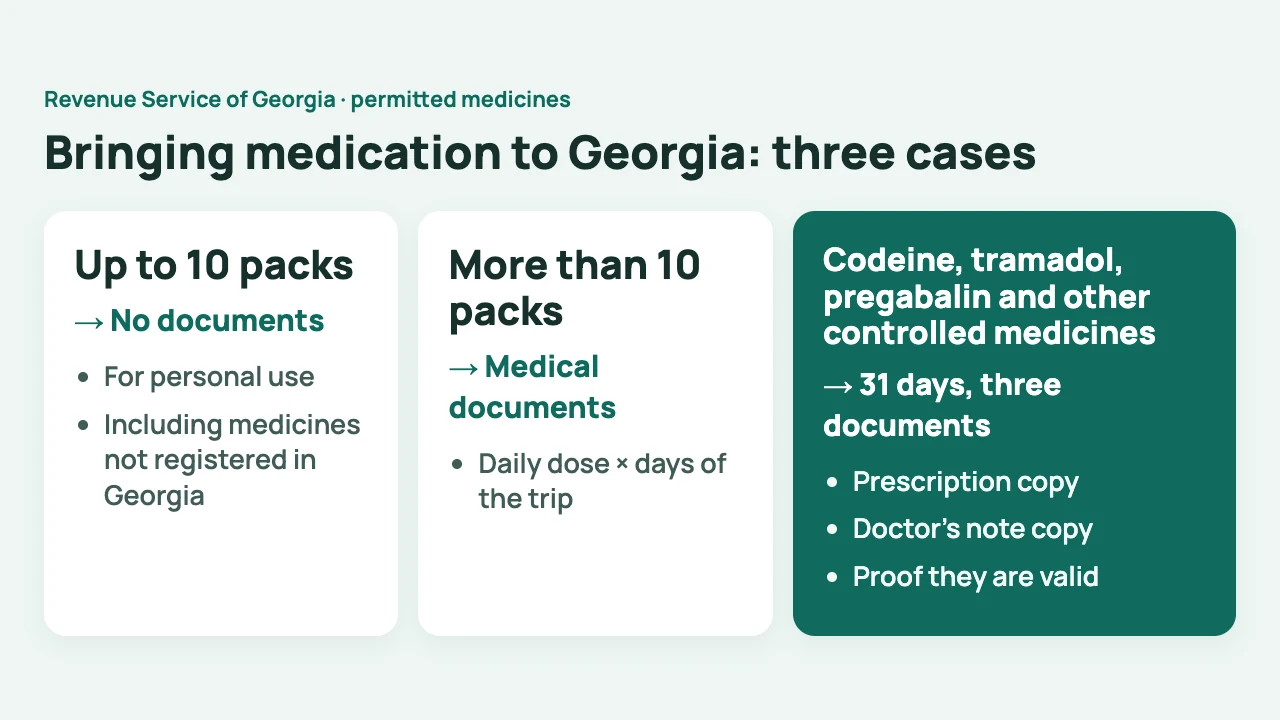 Revenue Service of Georgia · permitted medicines
Bringing medication to Georgia: three cases
Up to 10 packs
→ No documents
• For personal use
• Including medicines
not registered in
Georgia
More than 10
packs
→ Medical
documents
• Daily dose × days of
the trip
Codeine, tramadol,
pregabalin and other
controlled medicines
→ 31 days, three
documents
• Prescription copy
• Doctor’s note copy
• Proof they are valid